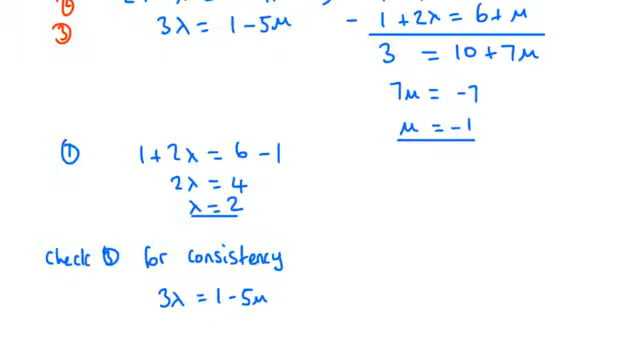 ③ 3λ = 1 - 5μ
- 1 + 2λ = 6 + μ
3 = 10 + 7μ
7μ = -7
μ = -1
① 1 + 2λ = 6 - 1
2λ = 4
λ = 2
Check ③ for consistency
3λ = 1 - 5μ